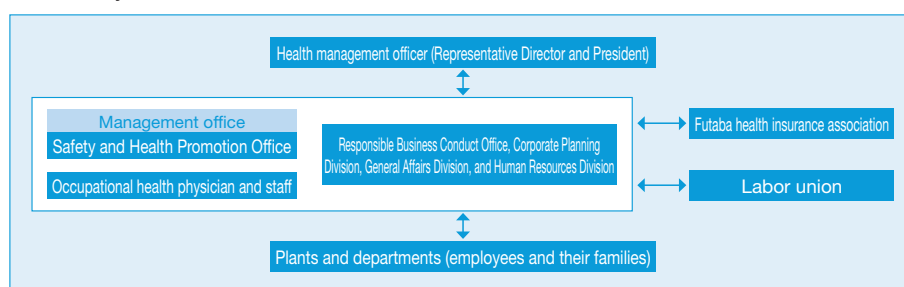 Health management officer (Representative Director and President)
Management office
Safety and Health Promotion Office
Occupational health physician and staff
Responsible Business Conduct Office, Corporate Planning
Division, General Affairs Division, and Human Resources Division
Futaba health insurance association
Labor union
Plants and departments (employees and their families)